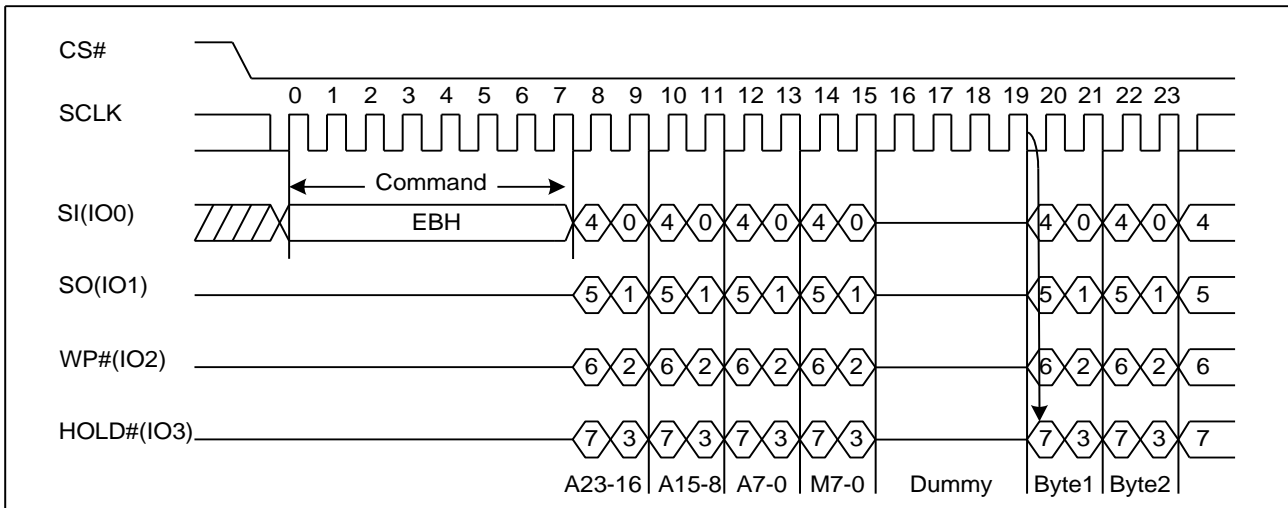 CS#
0 1 2 3 4 5 6 7 8 9 10 11 12 13 14 15 16 17 18 19 20 21 22 23
SCLK
Command
SI(IO0)
EBH
4 0 4 0 4 0 4 0 4 0 4 0 4
SO(IO1)
5 1 5 1 5 1 5 1 5 1 5 1 5
WP#(IO2)
6 2 6 2 6 2 6 2 6 2 6 2 6
HOLD#(IO3)
7 3 7 3 7 3 7 3 7 3 7 3 7
A23-16 A15-8 A7-0 M7-0 Dummy Byte1 Byte2